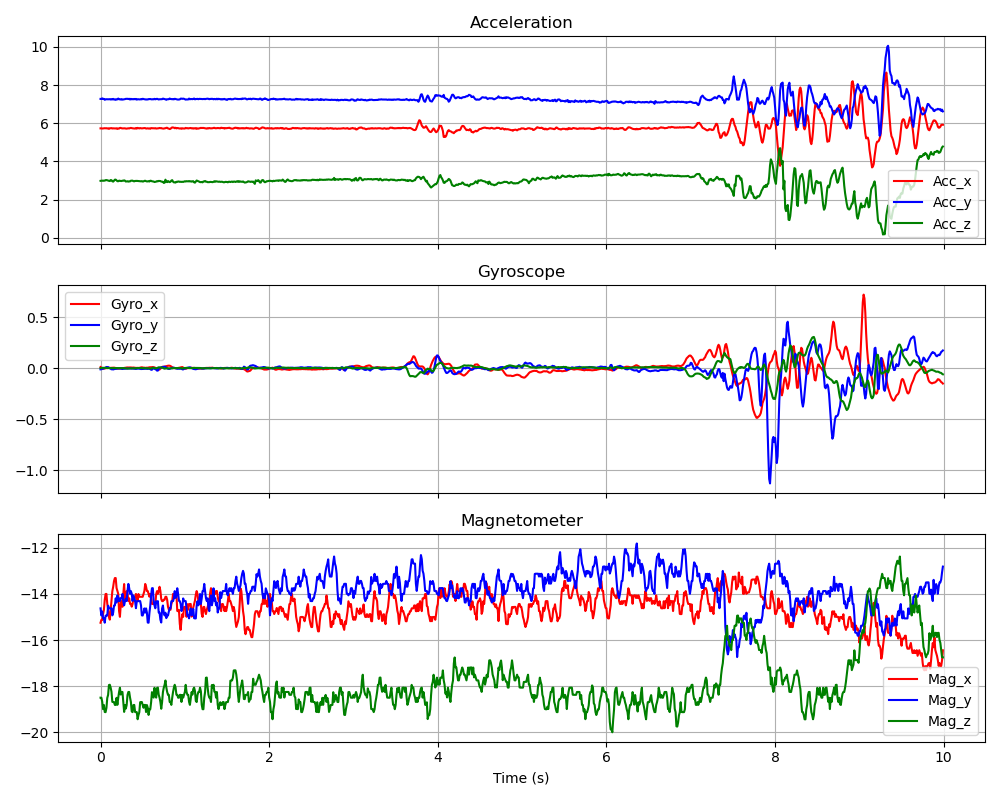 Acceleration
10
8
6
4
2
0
Acc_x
Acc_y
Acc_z
Gyroscope
Gyro_x
Gyro_y
Gyro_z
0.5
0.0
−0.5
−1.0
Magnetometer
−12
−14
−16
−18
−20
Mag_x
Mag_y
Mag_z
0 2 4 6 8 10
Time (s)